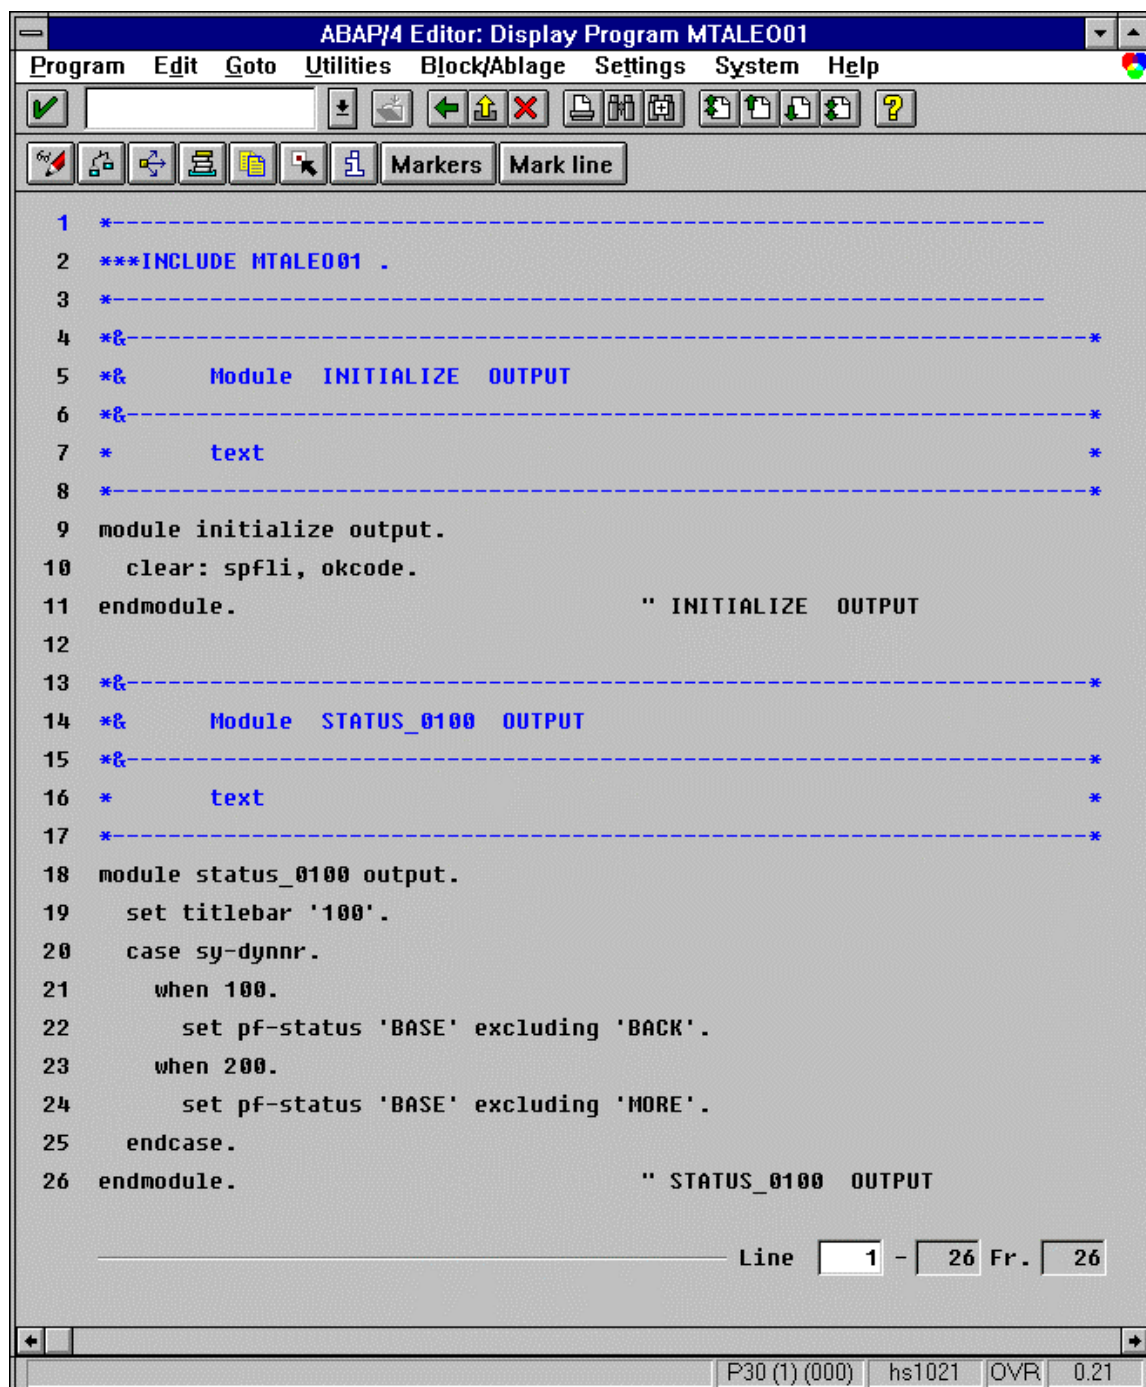 ABAP/4 Editor: Display Program MTALEO01
Program Edit Goto Utilities Block/Ablage Settings System Help
Markers Mark line
1 *-------------------------------------------------------------------
2 ***INCLUDE MTALEO01 .
3 *-------------------------------------------------------------------
4 *&---------------------------------------------------------------------*
5 *&      Module  INITIALIZE  OUTPUT
6 *&---------------------------------------------------------------------*
7 *       text                                                           *
8 *----------------------------------------------------------------------*
9 module initialize output.
10   clear: spfli, okcode.
11 endmodule.                             " INITIALIZE  OUTPUT
12
13 *&---------------------------------------------------------------------*
14 *&      Module  STATUS_0100  OUTPUT
15 *&---------------------------------------------------------------------*
16 *       text                                                           *
17 *----------------------------------------------------------------------*
18 module status_0100 output.
19   set titlebar '100'.
20   case sy-dynnr.
21     when 100.
22       set pf-status 'BASE' excluding 'BACK'.
23     when 200.
24       set pf-status 'BASE' excluding 'MORE'.
25   endcase.
26 endmodule.                             " STATUS_0100  OUTPUT
Line 1 - 26 Fr. 26
P30 (1) (000) hs1021 OVR 0.21